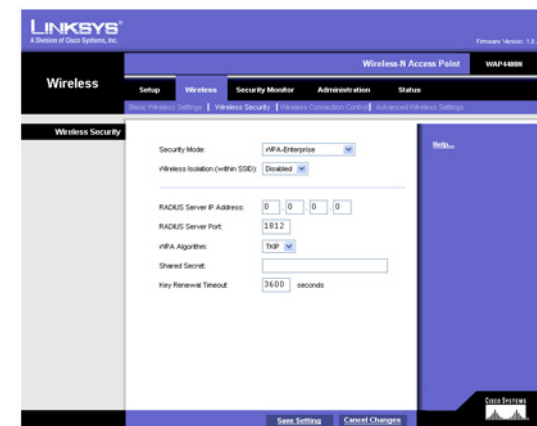 LINKSYS®
A Division of Cisco Systems, Inc.
Firmware Version: 1.0.
Wireless-N Access Point
WAP4400N
Wireless
Setup
Wireless
Security Monitor
Administration
Status
Basic Wireless Settings
Wireless Security
Wireless Connection Control
Advanced Wireless Settings
Wireless Security
Security Mode:
WPA-Enterprise
Wireless Isolation (within SSID):
Disabled
Help...
RADIUS Server IP Address:
0 . 0 . 0 . 0
RADIUS Server Port:
1812
WPA Algorithm:
TKIP
Shared Secret:
Key Renewal Timeout:
3600 seconds
Save Setting
Cancel Changes
CISCO SYSTEMS